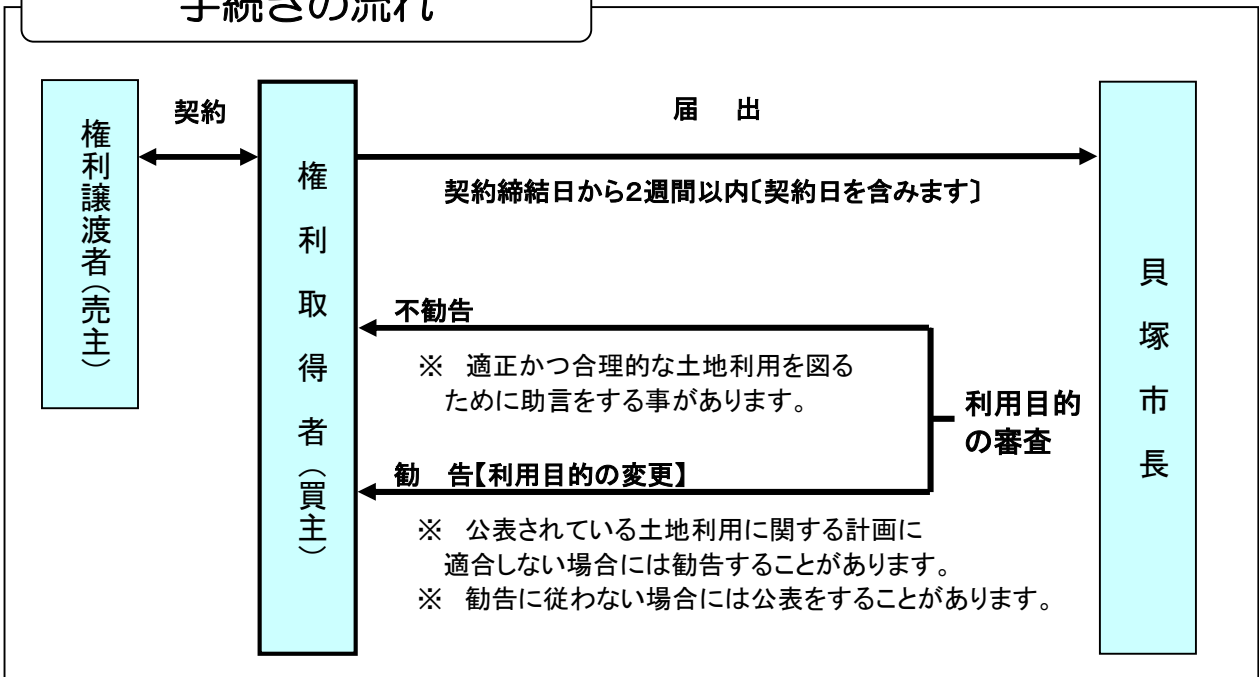 手続きの流れ
権利譲渡者(売主)
契約
権利取得者(買主)
届 出
契約締結日から2週間以内〔契約日を含みます〕
不勧告
※ 適正かつ合理的な土地利用を図る
ために助言をする事があります。
利用目的
の審査
勧 告【利用目的の変更】
※ 公表されている土地利用に関する計画に
適合しない場合には勧告することがあります。
※ 勧告に従わない場合には公表をすることがあります。
貝塚市長